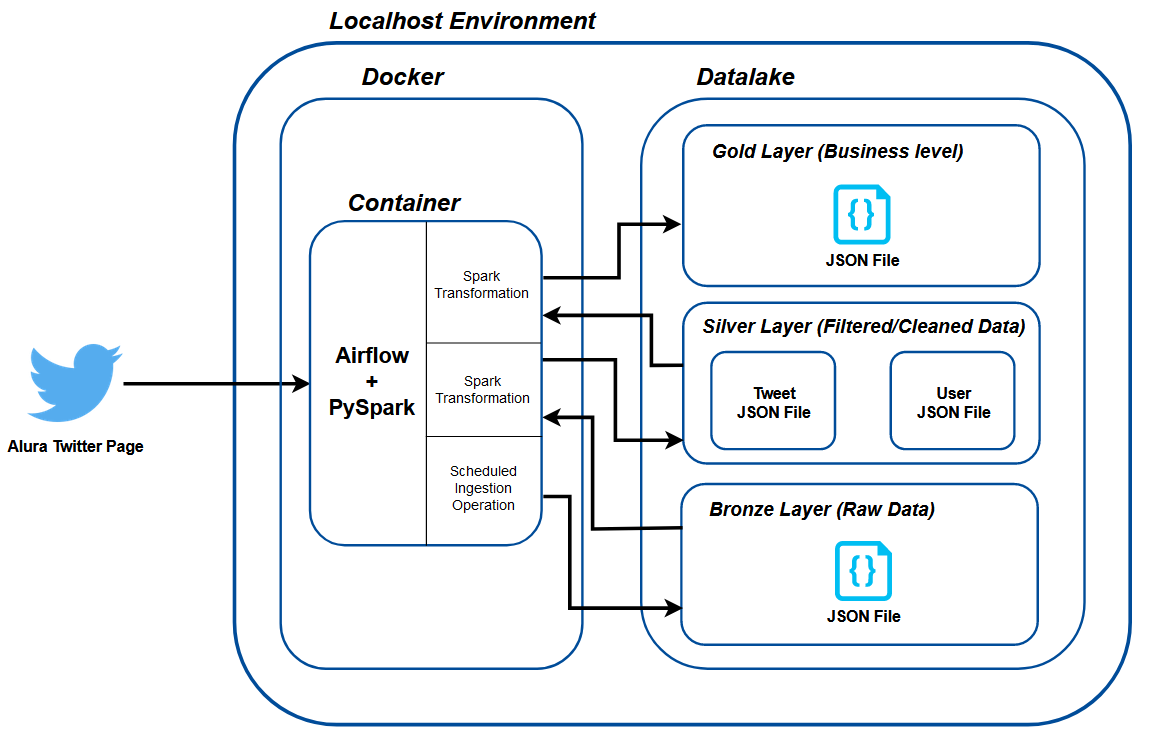 Localhost Environment
Docker
Datalake
Gold Layer (Business level)
{}
JSON File
Container
Spark
Transformation
Silver Layer (Filtered/Cleaned Data)
Airflow
+
PySpark
Spark
Transformation
Tweet
JSON File
User
JSON File
Alura Twitter Page
Scheduled
Ingestion
Operation
Bronze Layer (Raw Data)
{}
JSON File